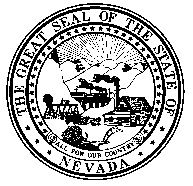 THE GREAT SEAL OF THE STATE OF
ALL FOR OUR COUNTRY
NEVADA